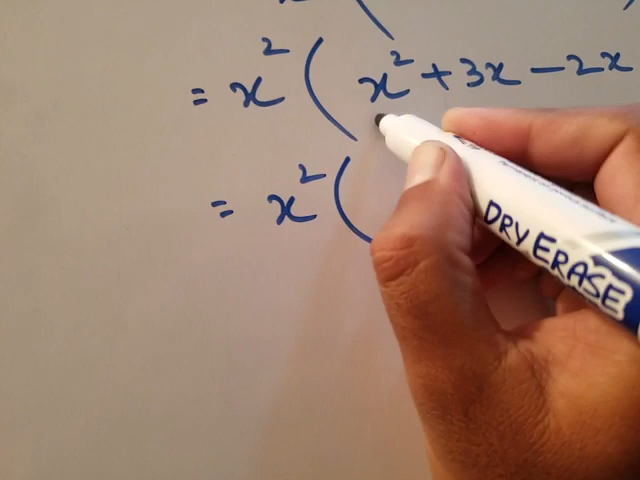 = x² ( x² + 3x - 2x
= x² (
DRY ERASE